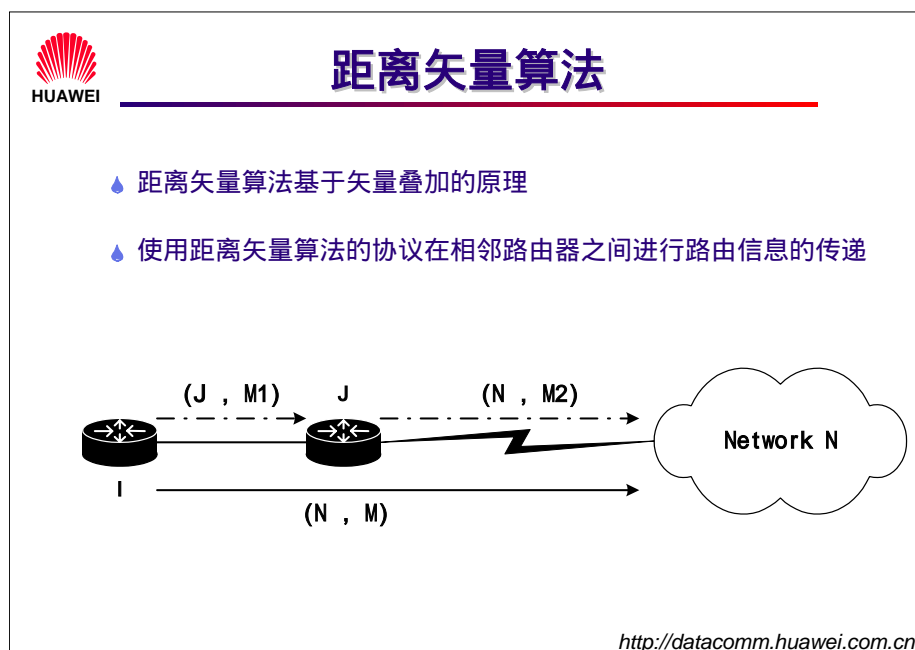 HUAWEI
距离矢量算法
距离矢量算法基于矢量叠加的原理
使用距离矢量算法的协议在相邻路由器之间进行路由信息的传递
(J , M1)
J
(N , M2)
Network N
I
(N , M)
http://datacomm.huawei.com.cn